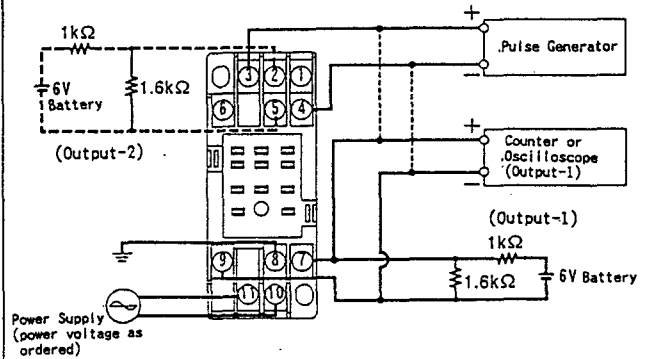 1kΩ
+
.Pulse Generator
−
6V
Battery
1.6kΩ
3
2
1
6
5
4
(Output-2)
+
Counter or
.Oscilloscope
(Output-1)
−
(Output-1)
1kΩ
9
8
7
1.6kΩ
6V Battery
11
10
Power Supply
(power voltage as
ordered)